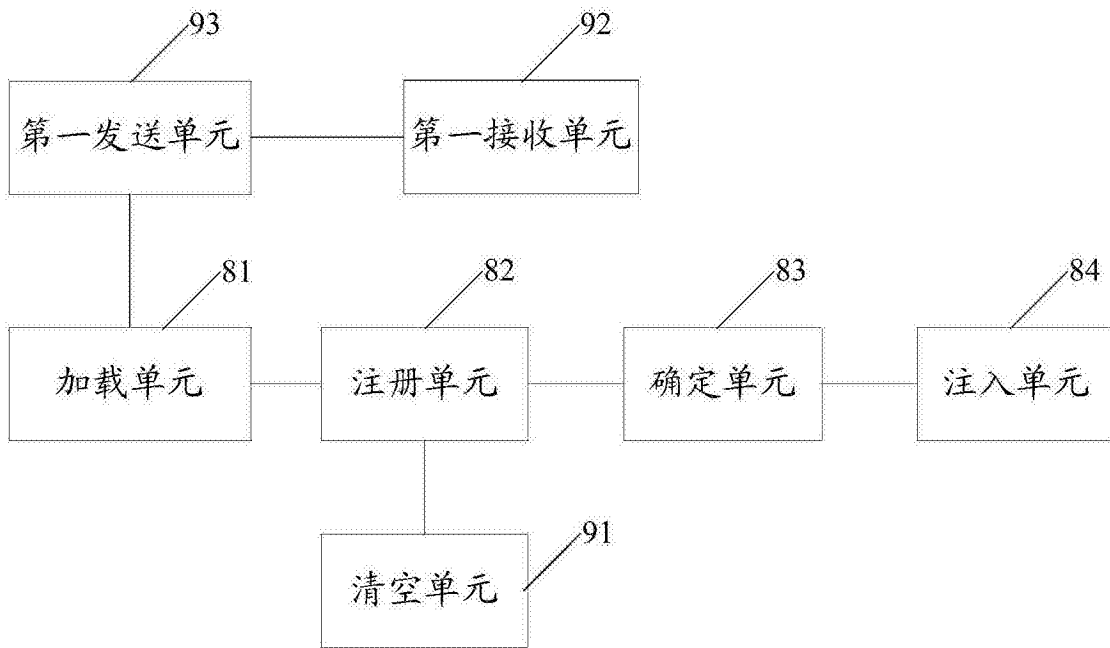 93
92
第一发送单元
第一接收单元
81
82
83
84
加载单元
注册单元
确定单元
注入单元
91
清空单元